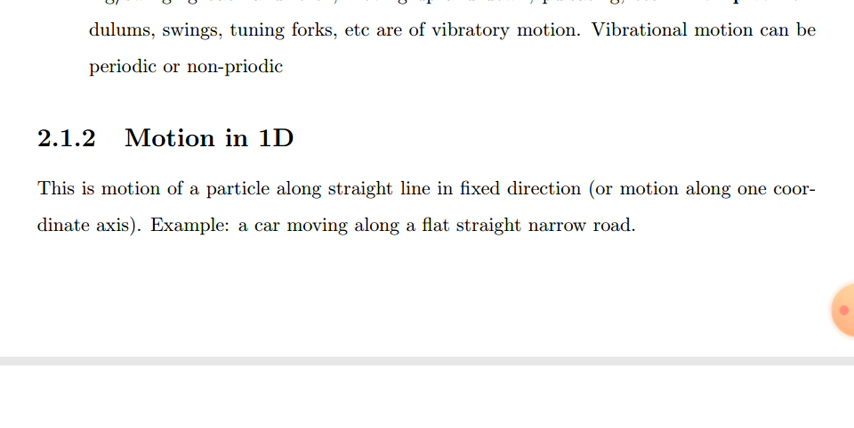 dulums, swings, tuning forks, etc are of vibratory motion. Vibrational motion can be
periodic or non-priodic
2.1.2 Motion in 1D
This is motion of a particle along straight line in fixed direction (or motion along one coor-
dinate axis). Example: a car moving along a flat straight narrow road.